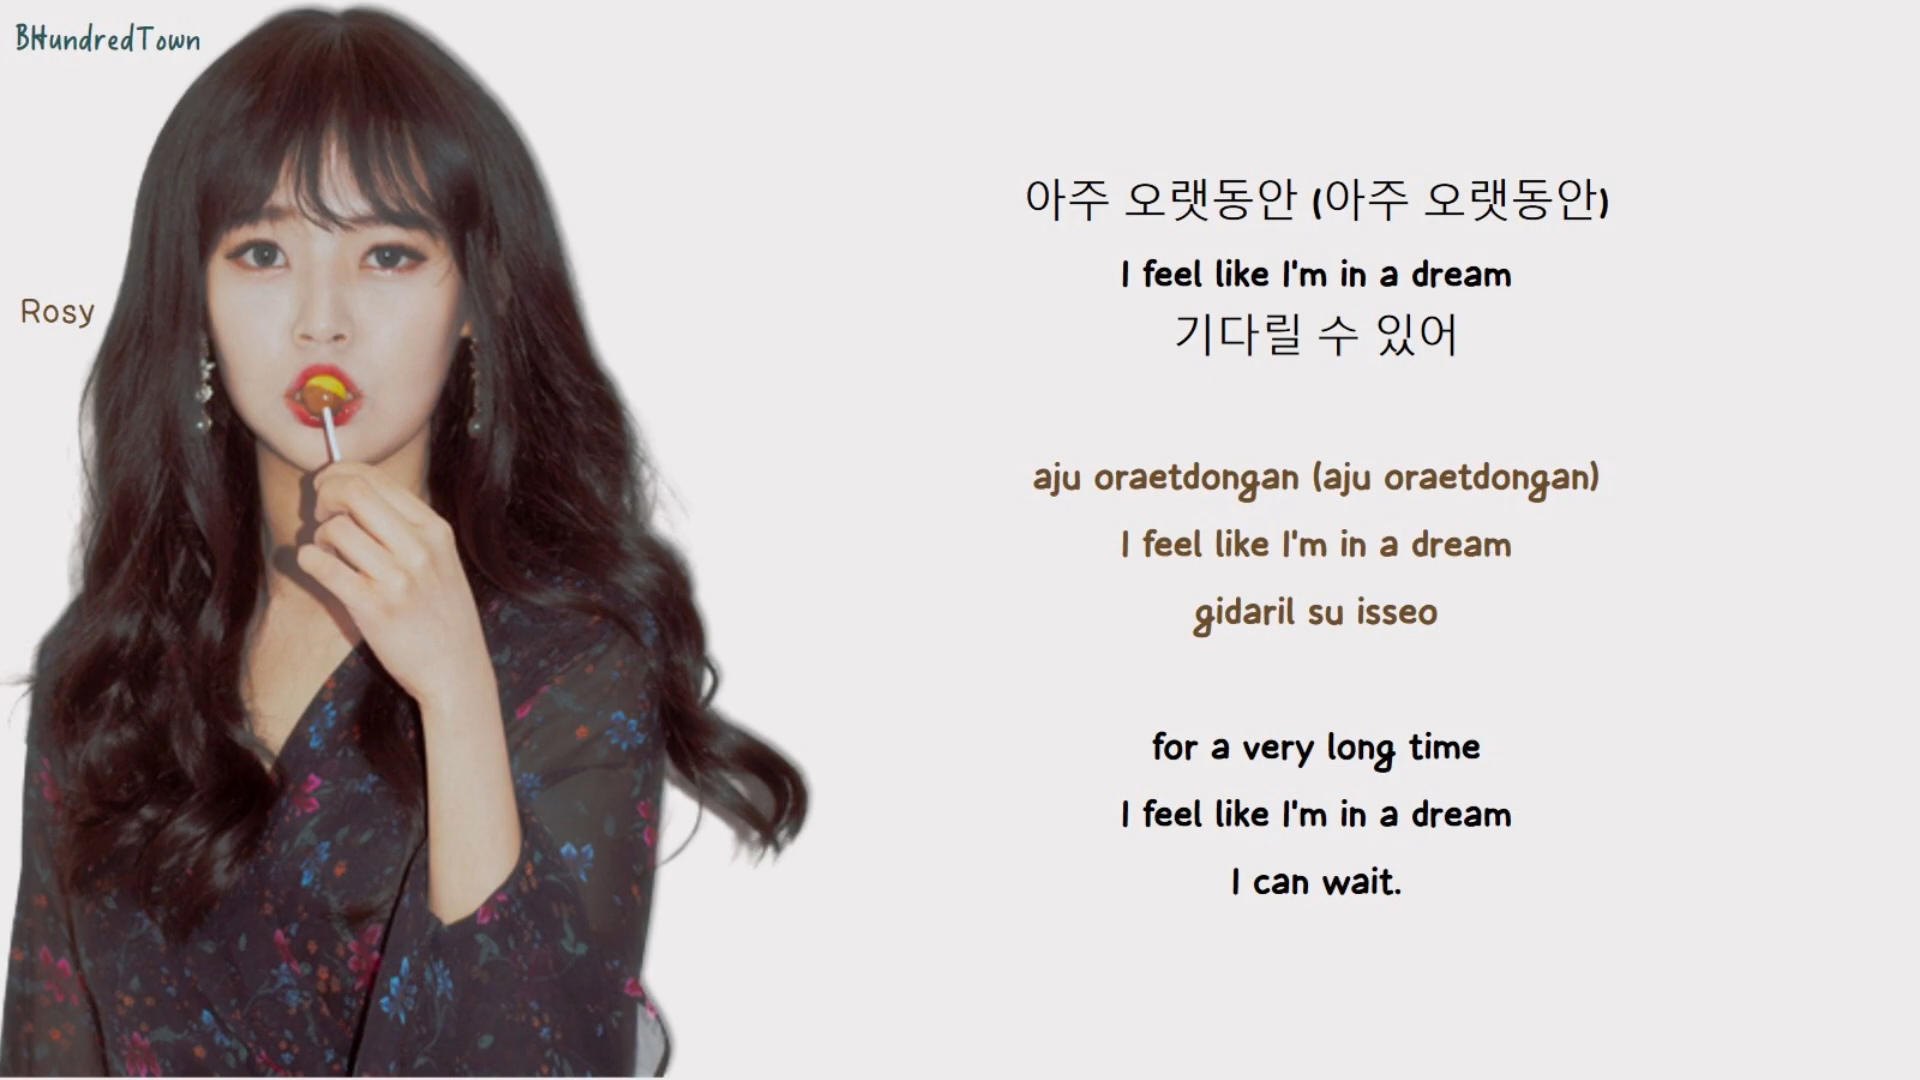 BHundredTown
Rosy
아주 오랫동안 (아주 오랫동안)
I feel like I'm in a dream
기다릴 수 있어
aju oraetdongan (aju oraetdongan)
I feel like I'm in a dream
gidaril su isseo
for a very long time
I feel like I'm in a dream
I can wait.